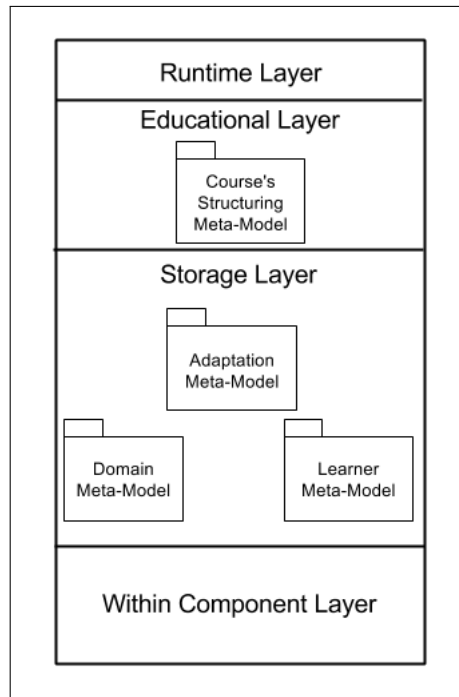 Runtime Layer
Educational Layer
Course's
Structuring
Meta-Model
Storage Layer
Adaptation
Meta-Model
Domain
Meta-Model
Learner
Meta-Model
Within Component Layer